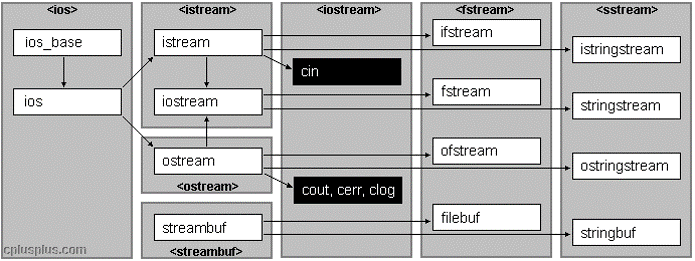 <ios>
<istream>
<iostream>
<fstream>
<sstream>
ios_base
istream
ifstream
istringstream
cin
ios
iostream
fstream
stringstream
ostream
ofstream
ostringstream
<ostream>
cout, cerr, clog
streambuf
filebuf
stringbuf
<streambuf>
cplusplus.com